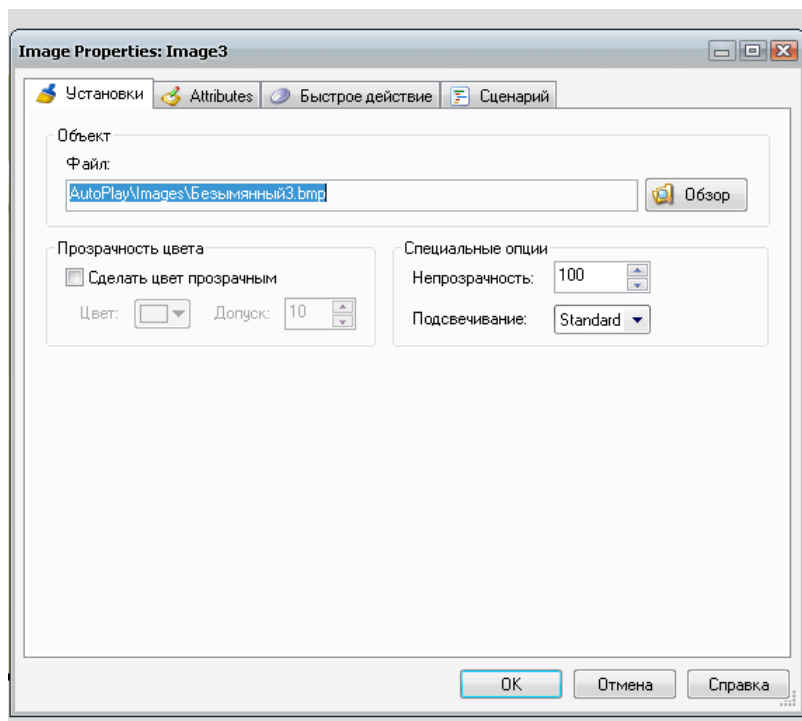 Image Properties: Image3
Установки Attributes Быстрое действие Сценарий
Объект
Файл:
AutoPlay\Images\Безымянный3.bmp Обзор
Прозрачность цвета Специальные опции
Сделать цвет прозрачным Непрозрачность: 100
Цвет: Допуск: 10 Подсвечивание: Standard
OK Отмена Справка